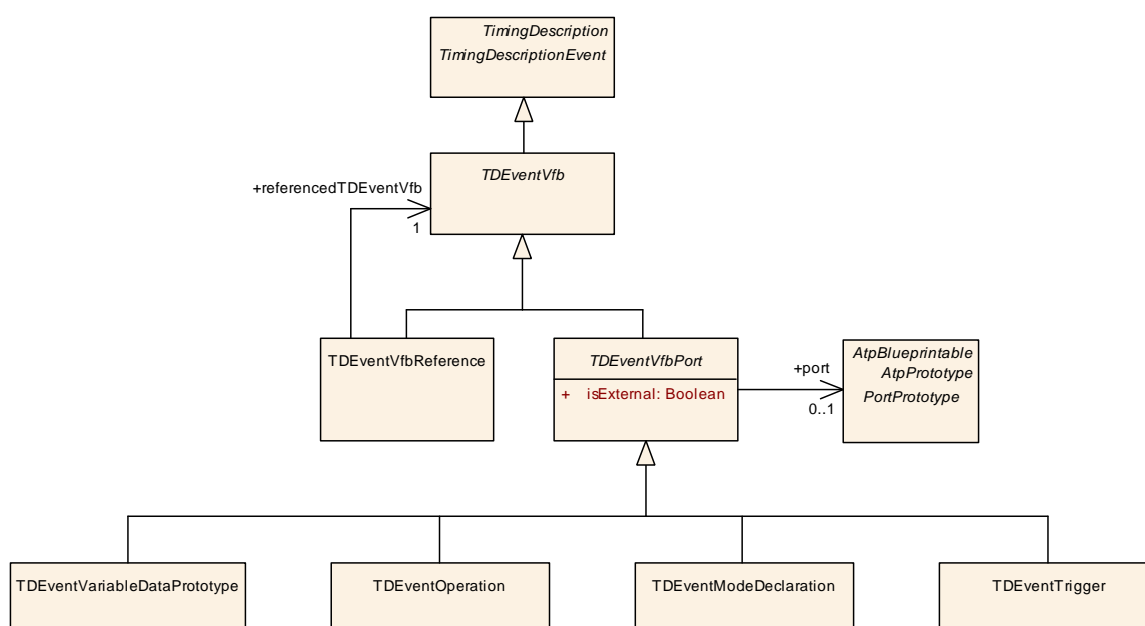 TimingDescription
TimingDescriptionEvent
TDEventVfb
+referencedTDEventVfb
1
TDEventVfbReference
TDEventVfbPort
+ isExternal: Boolean
+port
0..1
AtpBlueprintable
AtpPrototype
PortPrototype
TDEventVariableDataPrototype
TDEventOperation
TDEventModeDeclaration
TDEventTrigger